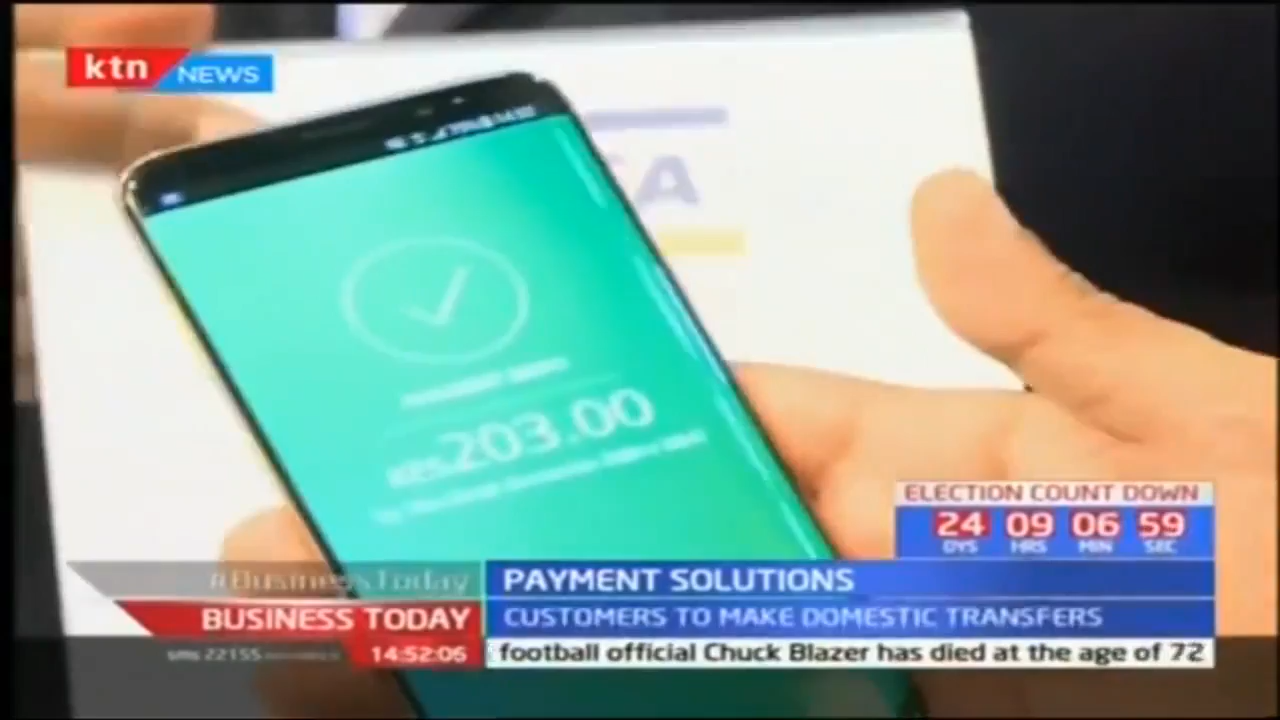 ktn NEWS
KES203.00
ELECTION COUNT DOWN
24 09 06 59
DYS HRS MIN SEC
#BusinessToday
PAYMENT SOLUTIONS
BUSINESS TODAY
CUSTOMERS TO MAKE DOMESTIC TRANSFERS
sms 22155
14:52:06
football official Chuck Blazer has died at the age of 72